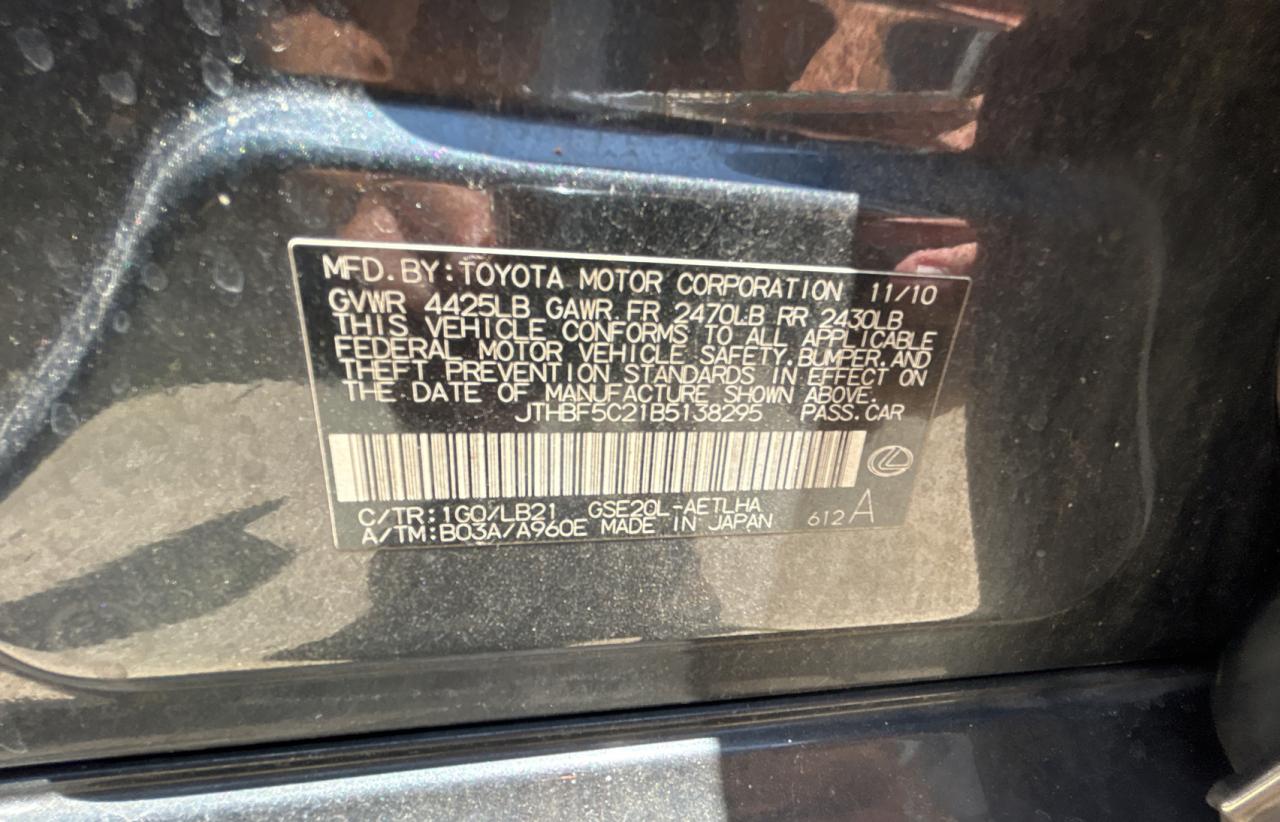 MFD. BY: TOYOTA MOTOR CORPORATION 11/10
GVWR 4425LB GAWR FR 2470LB RR 2430LB
THIS VEHICLE CONFORMS TO ALL APPLICABLE
FEDERAL MOTOR VEHICLE SAFETY, BUMPER, AND
THEFT PREVENTION STANDARDS IN EFFECT ON
THE DATE OF MANUFACTURE SHOWN ABOVE.
JTHBF5C21B5138295 PASS. CAR
C/TR: 1G0/LB21 GSE20L-AETLHA
A/TM: B03A/A960E MADE IN JAPAN 612A